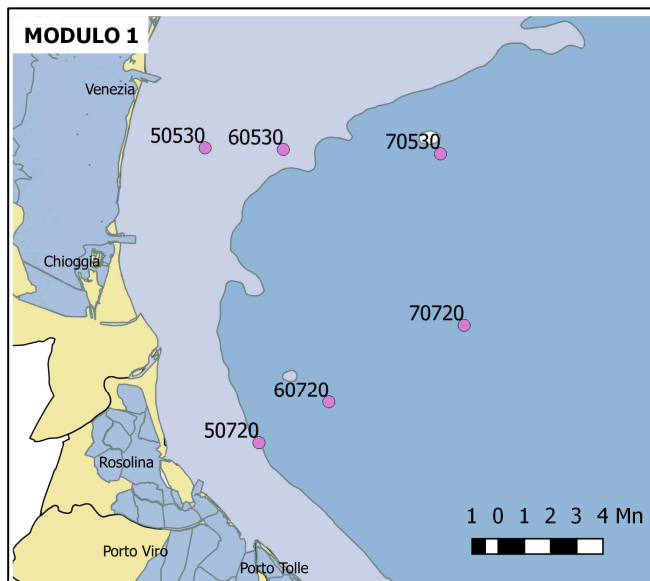 MODULO 1
Venezia
50530
60530
70530
Chioggia
70720
60720
50720
Rosolina
1 0 1 2 3 4 Mn
Porto Viro
Porto Tolle